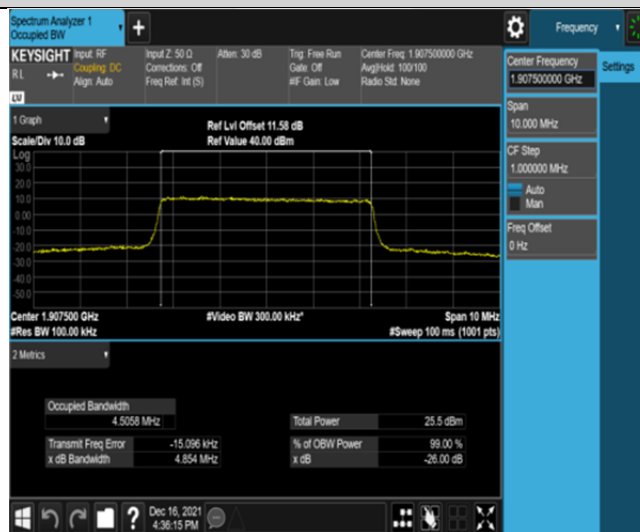 Spectrum Analyzer 1
Occupied BW
Frequency
KEYSIGHT
Input: RF
Coupling: DC
Align: Auto
Input Z: 50 Ω
Corrections: Off
Freq Ref: Int (S)
Atten: 30 dB
Trig: Free Run
Gate: Off
#IF Gain: Low
Center Freq: 1.907500000 GHz
Avg|Hold: 100/100
Radio Std: None
R L
LXI
Center Frequency
1.907500000 GHz
Settings
Span
10.000 MHz
CF Step
1.000000 MHz
Auto
Man
Freq Offset
0 Hz
1 Graph
Scale/Div 10.0 dB
Ref Lvl Offset 11.58 dB
Ref Value 40.00 dBm
Log
30.0
20.0
10.0
0.00
-10.0
-20.0
-30.0
-40.0
-50.0
Center 1.907500 GHz
#Video BW 300.00 kHz*
Span 10 MHz
#Res BW 100.00 kHz
#Sweep 100 ms (1001 pts)
2 Metrics
Occupied Bandwidth
4.5058 MHz
Total Power 25.5 dBm
Transmit Freq Error -15.096 kHz
% of OBW Power 99.00 %
x dB Bandwidth 4.854 MHz
x dB -26.00 dB
Dec 16, 2021
4:36:15 PM